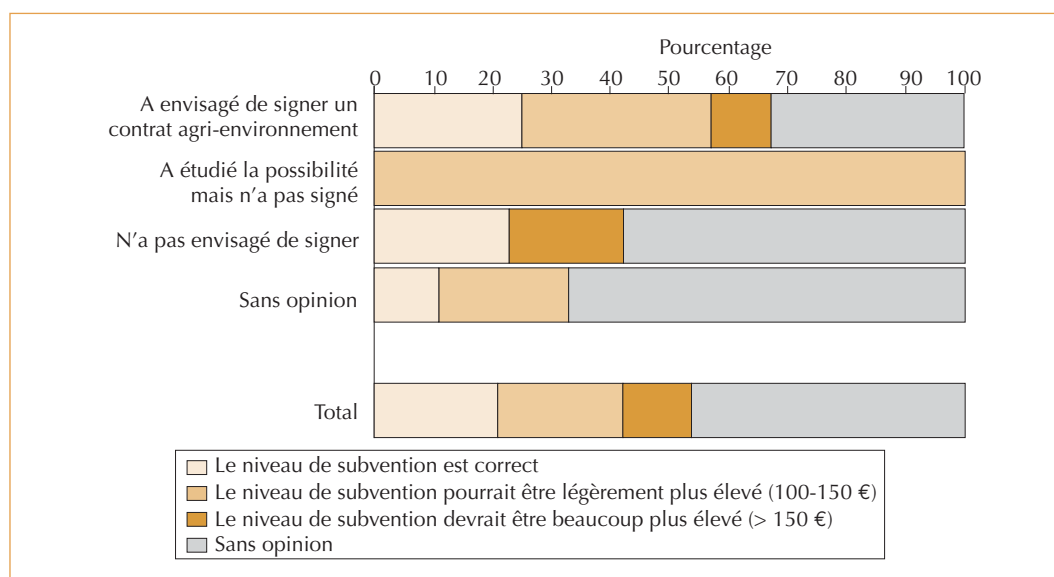 Pourcentage
0 10 20 30 40 50 60 70 80 90 100
A envisagé de signer un
contrat agri-environnement
A étudié la possibilité
mais n'a pas signé
N'a pas envisagé de signer
Sans opinion
Total
Le niveau de subvention est correct
Le niveau de subvention pourrait être légèrement plus élevé (100-150 €)
Le niveau de subvention devrait être beaucoup plus élevé (> 150 €)
Sans opinion